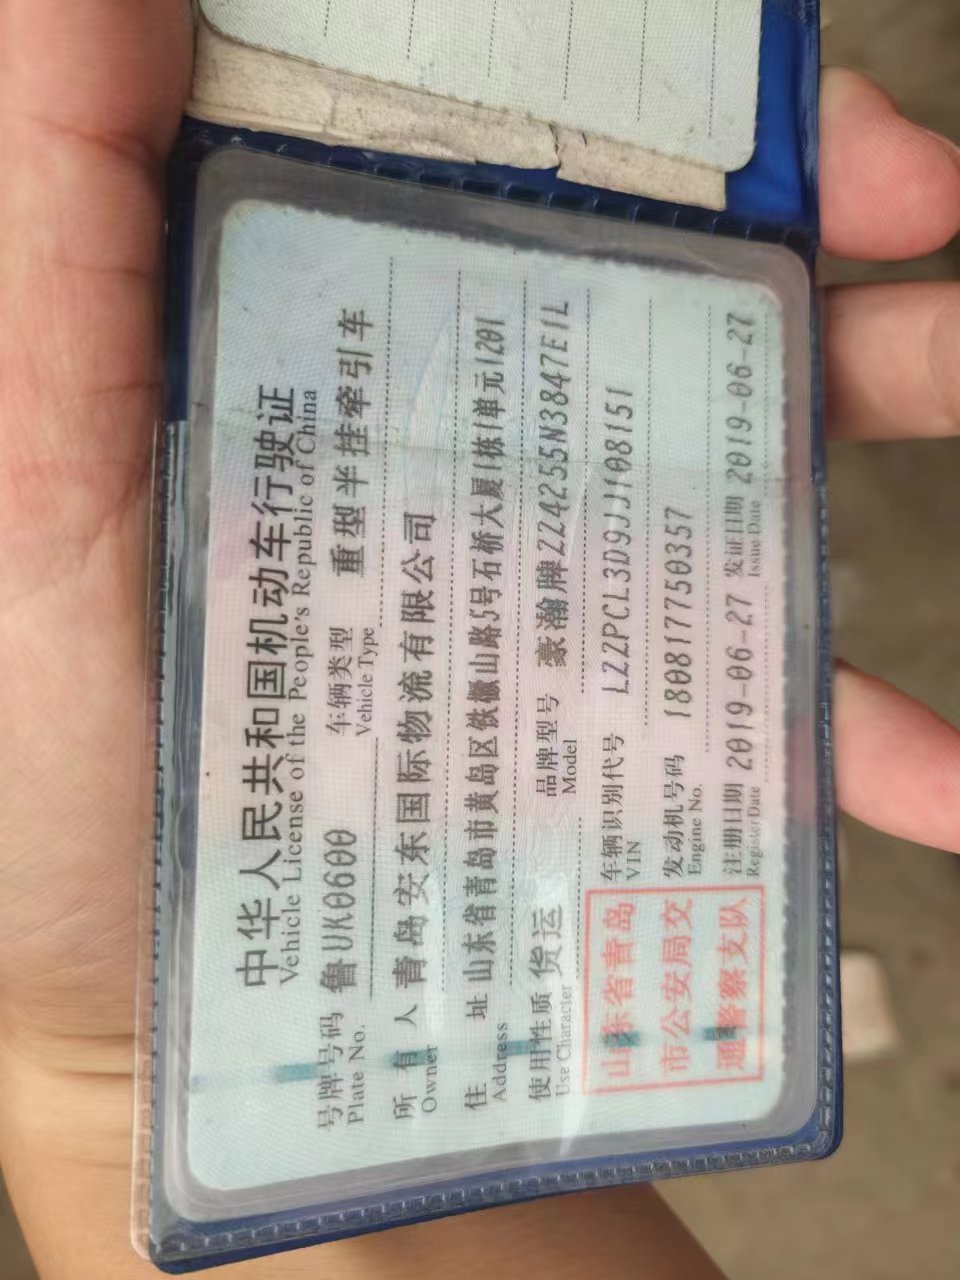 中华人民共和国机动车行驶证
Vehicle License of the People's Republic of China
号牌号码 鲁UK0600 车辆类型 重型半挂牵引车
Plate No. Vehicle Type
所有人 青岛安东国际物流有限公司
Owner
住址 山东省青岛市黄岛区铁橛山路5号石桥大厦1栋1单元1201
Address
使用性质 货运 品牌型号 豪瀚牌ZZ4255N3847E1L
Use Character Model
车辆识别代号 LZZPCL3D9JJ108151
VIN
发动机号码 180817750357
Engine No.
注册日期 2019-06-27 发证日期 2019-06-27
Register Date Issue Date
山东省青岛
市公安局交
通警察支队